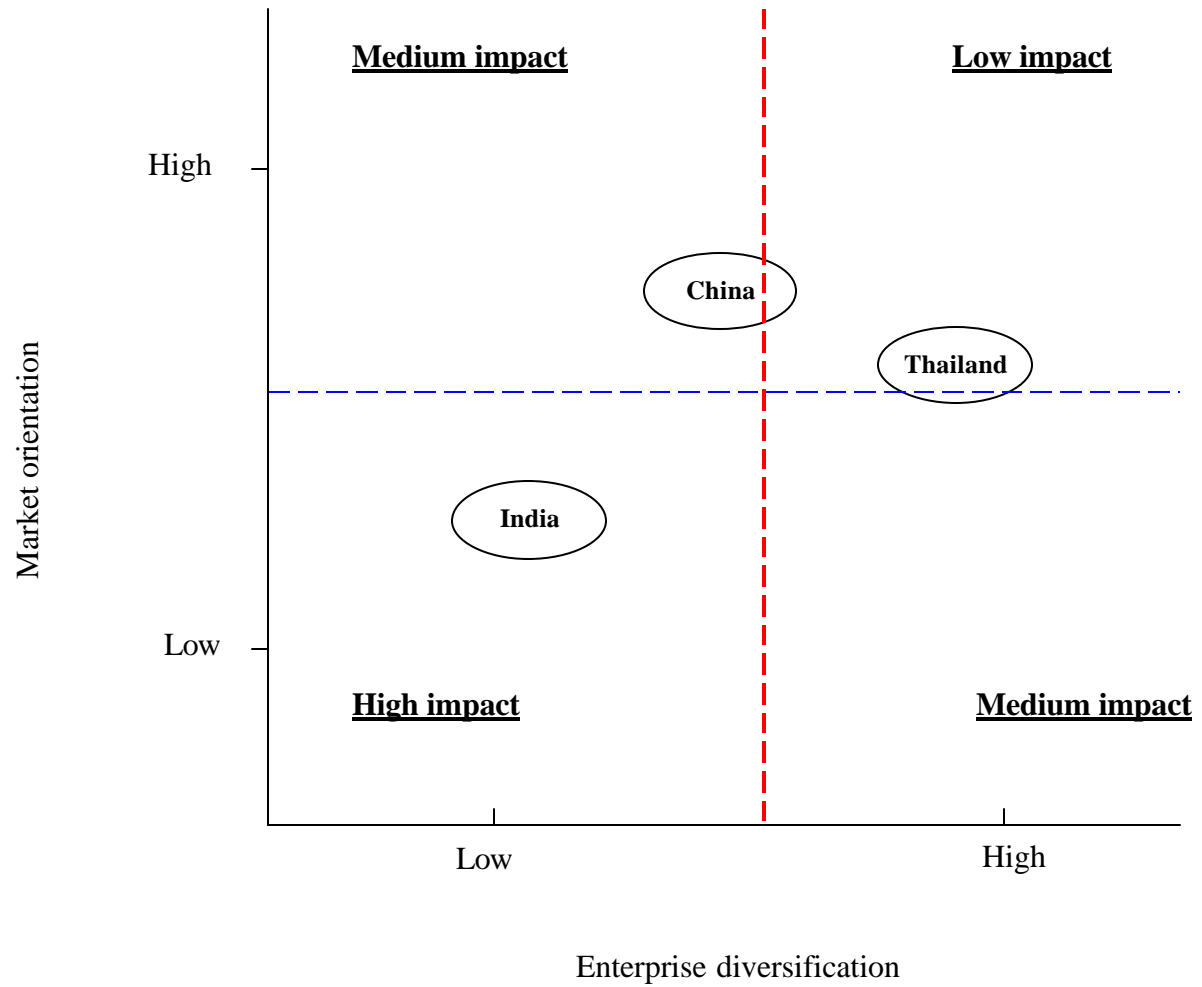 Medium impact
Low impact
High
China
Thailand
Market orientation
India
Low
High impact
Medium impact
Low
High
Enterprise diversification